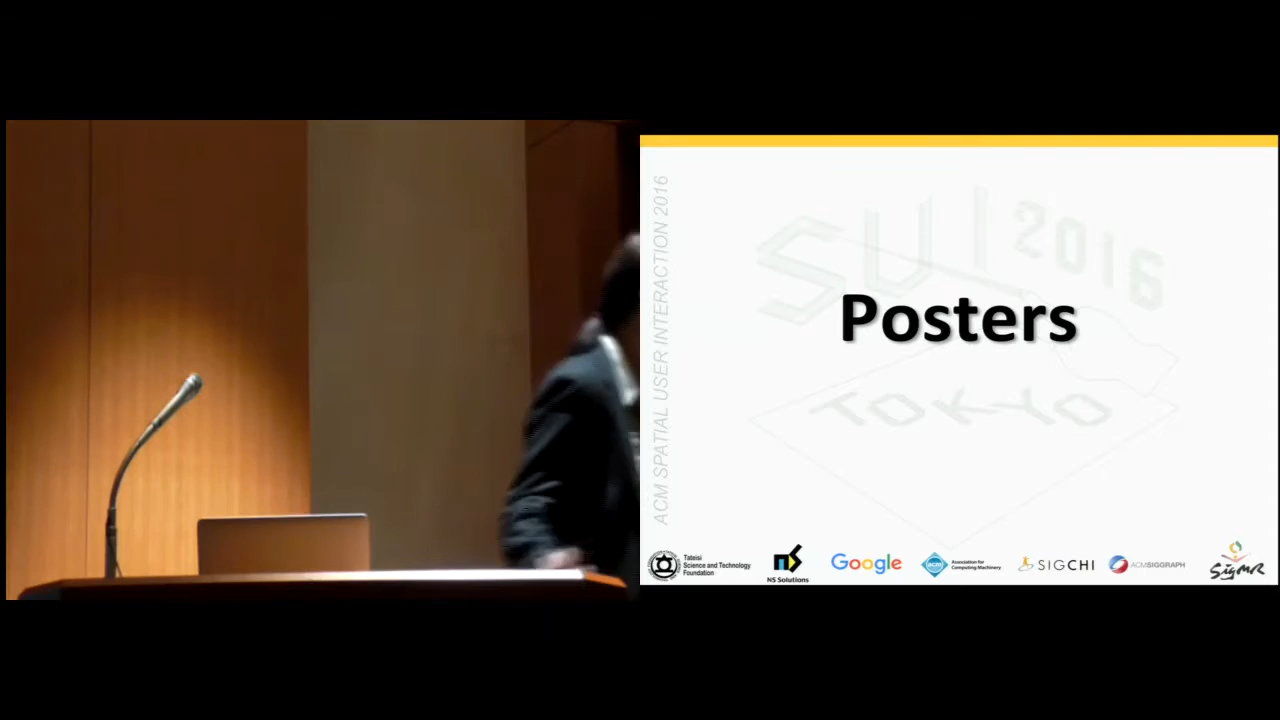 ACM SPATIAL USER INTERACTION 2016
SUI 2016
Posters
TOKYO
Tateisi
Science and Technology
Foundation
NS Solutions
Google
acm
Association for
Computing Machinery
SIGCHI
ACMSIGGRAPH
SigMR